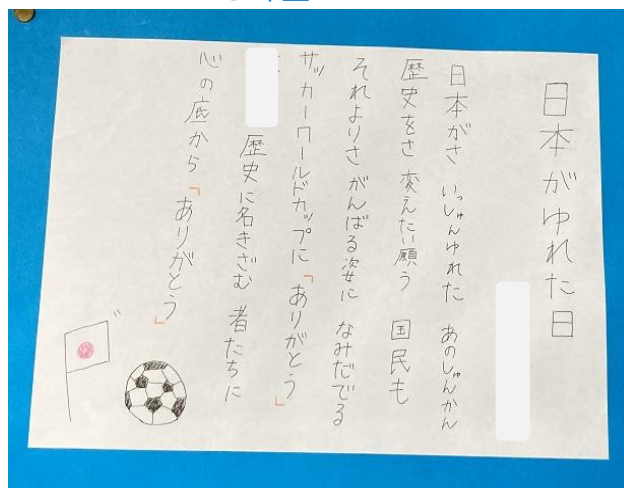 日本がゆれた日
日本がさ いっしゅんゆれた あのしゅんかん
歴史をさ 変えたい願う 国民も
それよりさ がんばる姿に なみだでる
サッカーワールドカップに「ありがとう」
歴史に名きざむ 者たちに
心の底から「ありがとう」